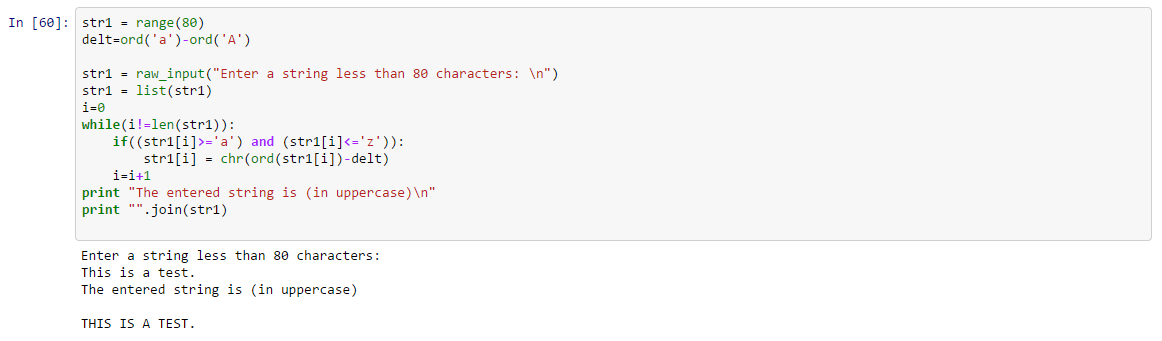 In [60]: str1 = range(80)
delt=ord('a')-ord('A')
str1 = raw_input("Enter a string less than 80 characters: \n")
str1 = list(str1)
i=0
while(i!=len(str1)):
    if((str1[i]>='a') and (str1[i]<='z')):
        str1[i] = chr(ord(str1[i])-delt)
    i=i+1
print "The entered string is (in uppercase)\n"
print "".join(str1)
Enter a string less than 80 characters:
This is a test.
The entered string is (in uppercase)
THIS IS A TEST.